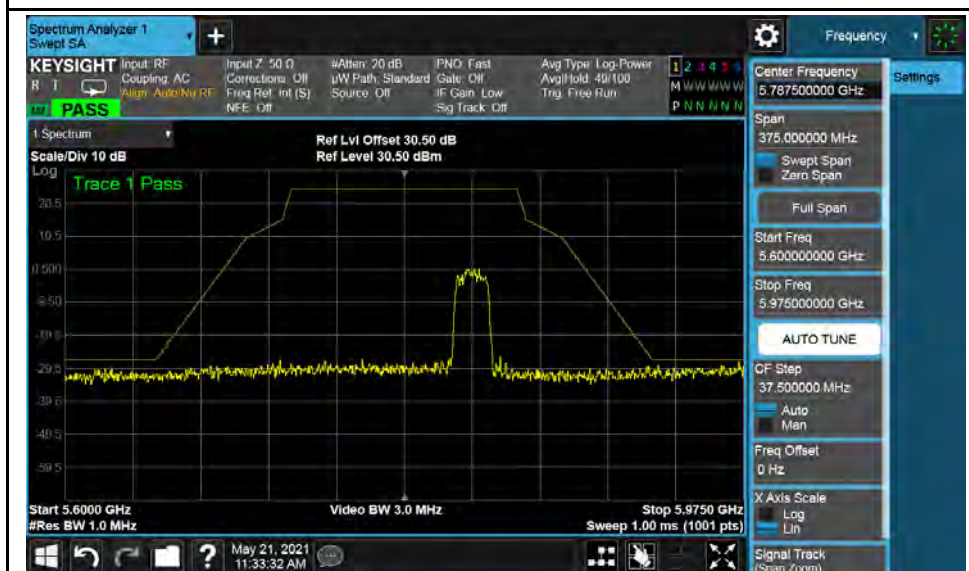 Spectrum Analyzer 1
Swept SA
+
Frequency
KEYSIGHT
R T
PASS
Input: RF
Coupling: AC
Align: Auto/No RF
Input Z: 50 Ω
Corrections: Off
Freq Ref: Int (S)
NFE: Off
#Atten: 20 dB
µW Path: Standard
Source: Off
PNO: Fast
Gate: Off
IF Gain: Low
Sig Track: Off
Avg Type: Log-Power
Avg|Hold: 49/100
Trig: Free Run
1 2 3 4 5 6
M W W W W W
P N N N N N
Center Frequency
5.787500000 GHz
Settings
1 Spectrum
Scale/Div 10 dB
Ref Lvl Offset 30.50 dB
Ref Level 30.50 dBm
Span
375.000000 MHz
Swept Span
Zero Span
Log
Trace 1 Pass
20.5
10.5
0.500
-9.50
-19.5
-29.5
-39.5
-49.5
-59.5
Full Span
Start Freq
5.600000000 GHz
Stop Freq
5.975000000 GHz
AUTO TUNE
CF Step
37.500000 MHz
Auto
Man
Freq Offset
0 Hz
X Axis Scale
Log
Lin
Signal Track
(Span Zoom)
Start 5.6000 GHz
#Res BW 1.0 MHz
Video BW 3.0 MHz
Stop 5.9750 GHz
Sweep 1.00 ms (1001 pts)
?
May 21, 2021
11:33:32 AM